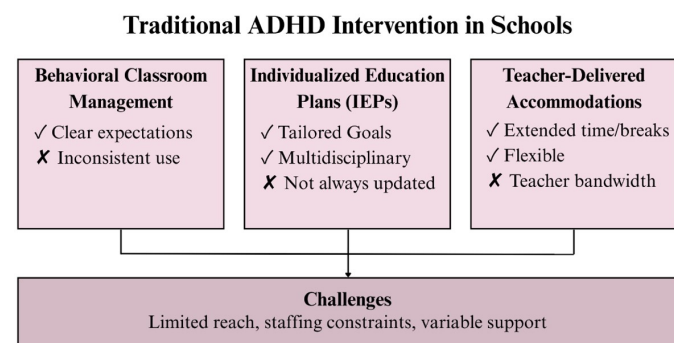 Traditional ADHD Intervention in Schools
Behavioral Classroom
Management
✓ Clear expectations
✗ Inconsistent use
Individualized Education
Plans (IEPs)
✓ Tailored Goals
✓ Multidisciplinary
✗ Not always updated
Teacher-Delivered
Accommodations
✓ Extended time/breaks
✓ Flexible
✗ Teacher bandwidth
Challenges
Limited reach, staffing constraints, variable support